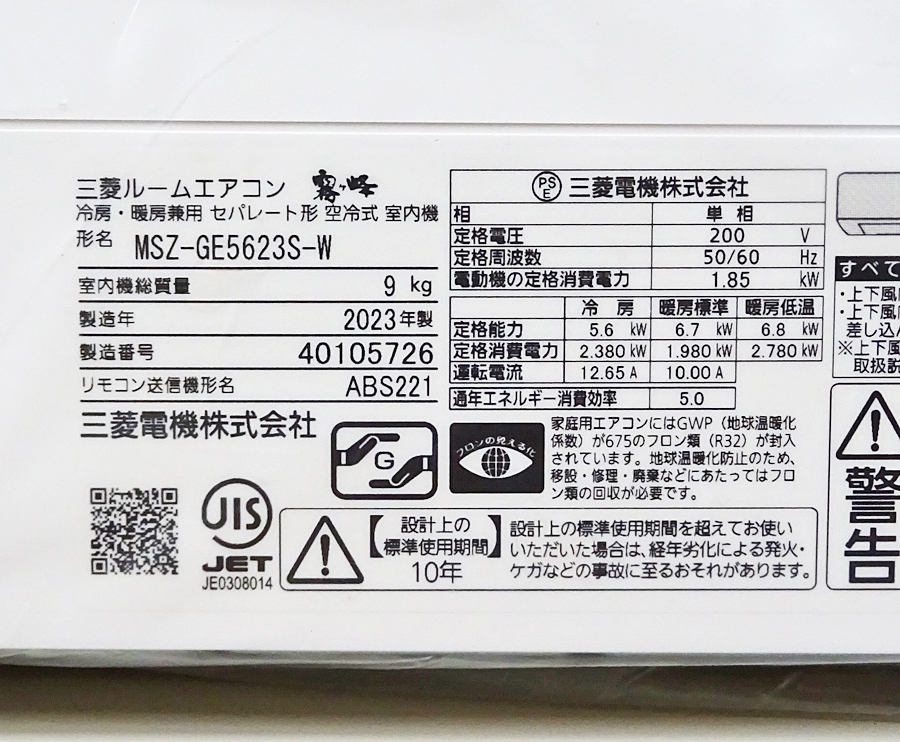 三菱ルームエアコン 霧ヶ峰
冷房・暖房兼用 セパレート形 空冷式 室内機
形名 MSZ-GE5623S-W
室内機総質量 9 kg
製造年 2023年製
製造番号 40105726
リモコン送信機形名 ABS221
三菱電機株式会社
G
JIS
JET
JE0308014
PS
E 三菱電機株式会社
相 単相
定格電圧 200 V
定格周波数 50/60 Hz
電動機の定格消費電力 1.85 kW
冷房 暖房標準 暖房低温
定格能力 5.6 kW 6.7 kW 6.8 kW
定格消費電力 2.380 kW 1.980 kW 2.780 kW
運転電流 12.65 A 10.00 A
通年エネルギー消費効率 5.0
フロンの見える化
家庭用エアコンにはGWP（地球温暖化
係数）が675のフロン類（R32）が封入
されています。地球温暖化防止のため、
移設・修理・廃棄などにあたってはフロ
ン類の回収が必要です。
【設計上の
標準使用期間】
10年
設計上の標準使用期間を超えてお使い
いただいた場合は、経年劣化による発火・
ケガなどの事故に至るおそれがあります。
すべて
・上下風
・上下風
差し込
※上下風
取扱説
警
告